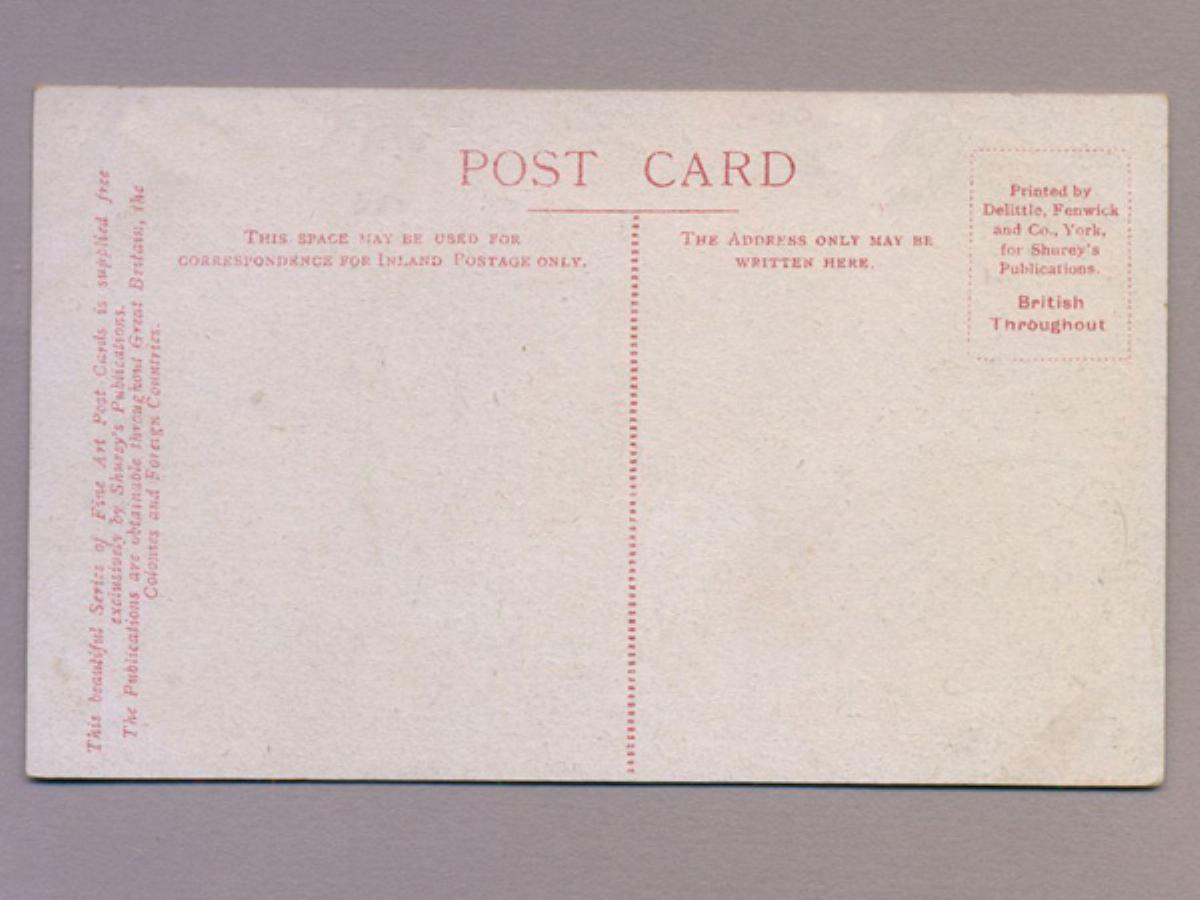 POST CARD
THIS SPACE MAY BE USED FOR
CORRESPONDENCE FOR INLAND POSTAGE ONLY.
THE ADDRESS ONLY MAY BE
WRITTEN HERE.
Printed by
Delittle, Fenwick
and Co., York,
for Shurey's
Publications.
British
Throughout
This beautiful Series of Fine Art Post Cards is supplied free
exclusively by Shurey's Publications.
The Publications are obtainable throughout Great Britain, the
Colonies and Foreign Countries.